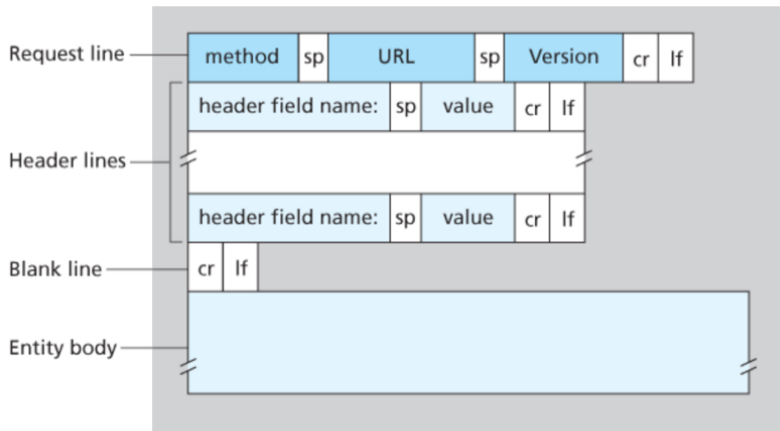 Request line method sp URL sp Version cr lf
header field name: sp value cr lf
Header lines
header field name: sp value cr lf
Blank line cr lf
Entity body